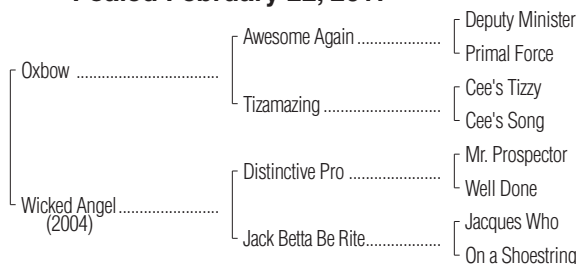 Foaled February 22,
Deputy Minister
Awesome Again ......................
Primal Force
Oxbow .....................................
Cee's Tizzy
Tizamazing ...........................
Cee's Song
Mr. Prospector
Distinctive Pro ......................
Well Done
Wicked Angel ..........................
(2004)
Jacques Who
Jack Betta Be Rite..................
On a Shoestring